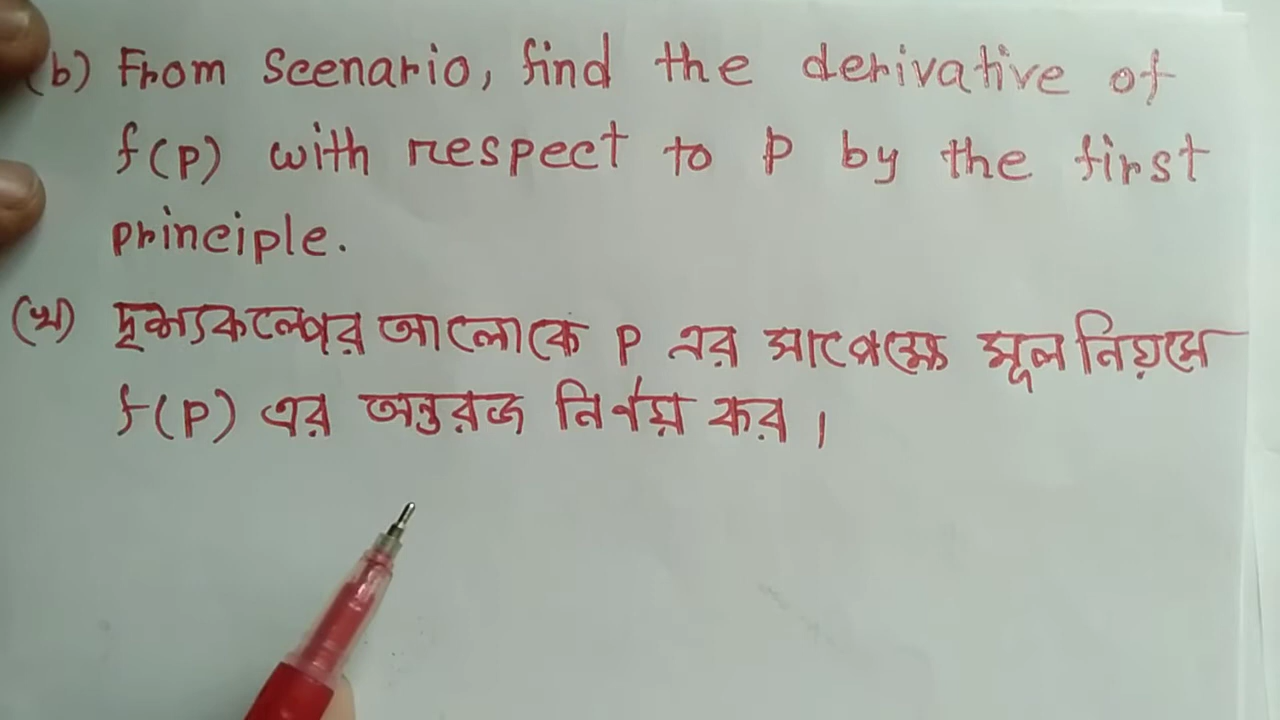 (b) From Scenario, find the derivative of
f(p) with respect to p by the first
principle.
(খ) দৃশ্যকল্পের আলোকে P এর সাপেক্ষে মূল নিয়মে
f(p) এর অন্তরজ নির্ণয় কর।